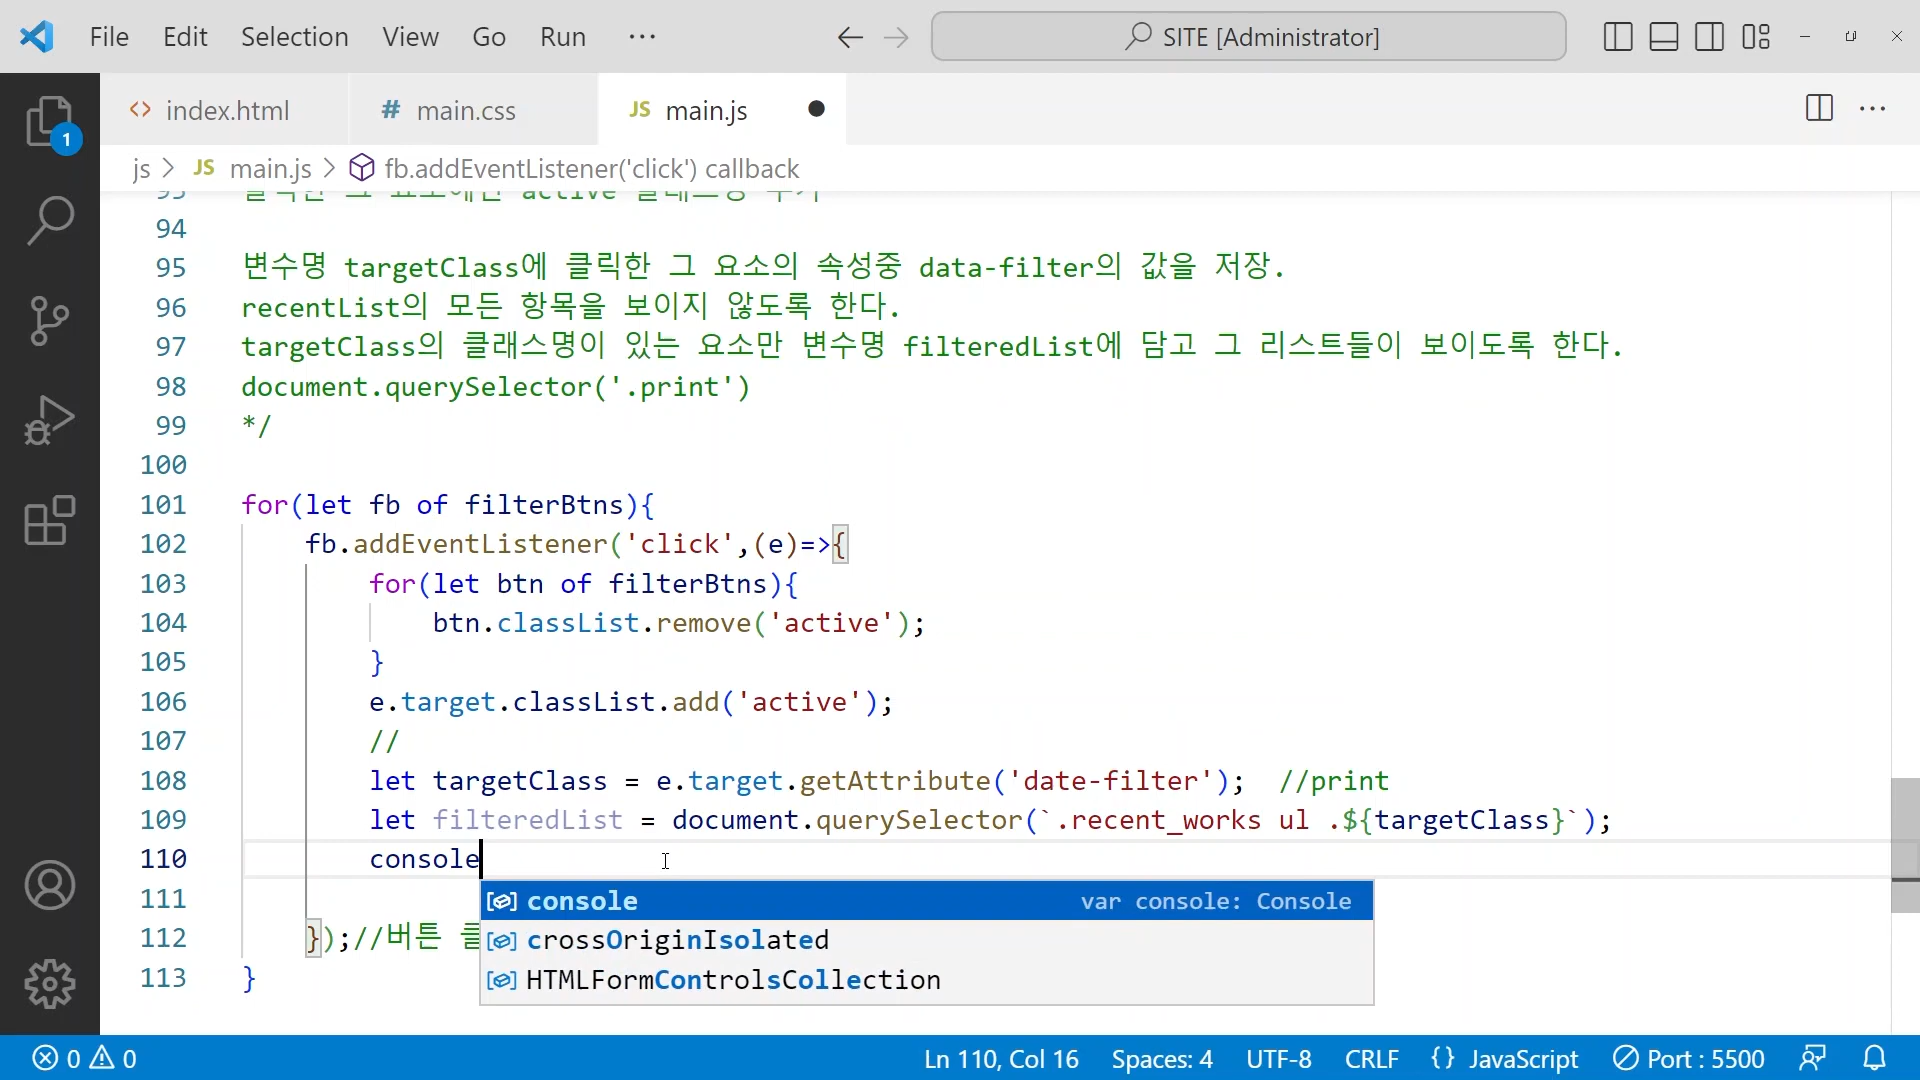 File Edit Selection View Go Run ··· SITE [Administrator]
index.html # main.css JS main.js
js > JS main.js > fb.addEventListener('click') callback
94
95 변수명 targetClass에 클릭한 그 요소의 속성중 data-filter의 값을 저장.
96 recentList의 모든 항목을 보이지 않도록 한다.
97 targetClass의 클래스명이 있는 요소만 변수명 filteredList에 담고 그 리스트들이 보이도록 한다.
98 document.querySelector('.print')
99 */
100
101 for(let fb of filterBtns){
102 fb.addEventListener('click',(e)=>{
103 for(let btn of filterBtns){
104 btn.classList.remove('active');
105 }
106 e.target.classList.add('active');
107 //
108 let targetClass = e.target.getAttribute('date-filter'); //print
109 let filteredList = document.querySelector(`.recent_works ul .${targetClass}`);
110 console
console var console: Console
111
crossOriginIsolated
112 });//버튼
HTMLFormControlsCollection
113 }
1
0 0 Ln 110, Col 16 Spaces: 4 UTF-8 CRLF {} JavaScript Port : 5500